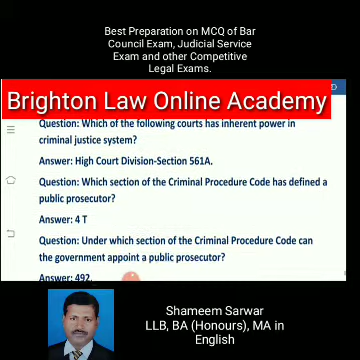 Best Preparation on MCQ of Bar
Council Exam, Judicial Service
Exam and other Competitive
Legal Exams.
D
Brighton Law Online Academy
Question: Which of the following courts has inherent power in
criminal justice system?
Answer: High Court Division-Section 561A.
Question: Which section of the Criminal Procedure Code has defined a
public prosecutor?
Answer: 4 T
Question: Under which section of the Criminal Procedure Code can
the government appoint a public prosecutor?
Answer: 492.
Shameem Sarwar
LLB, BA (Honours), MA in
English